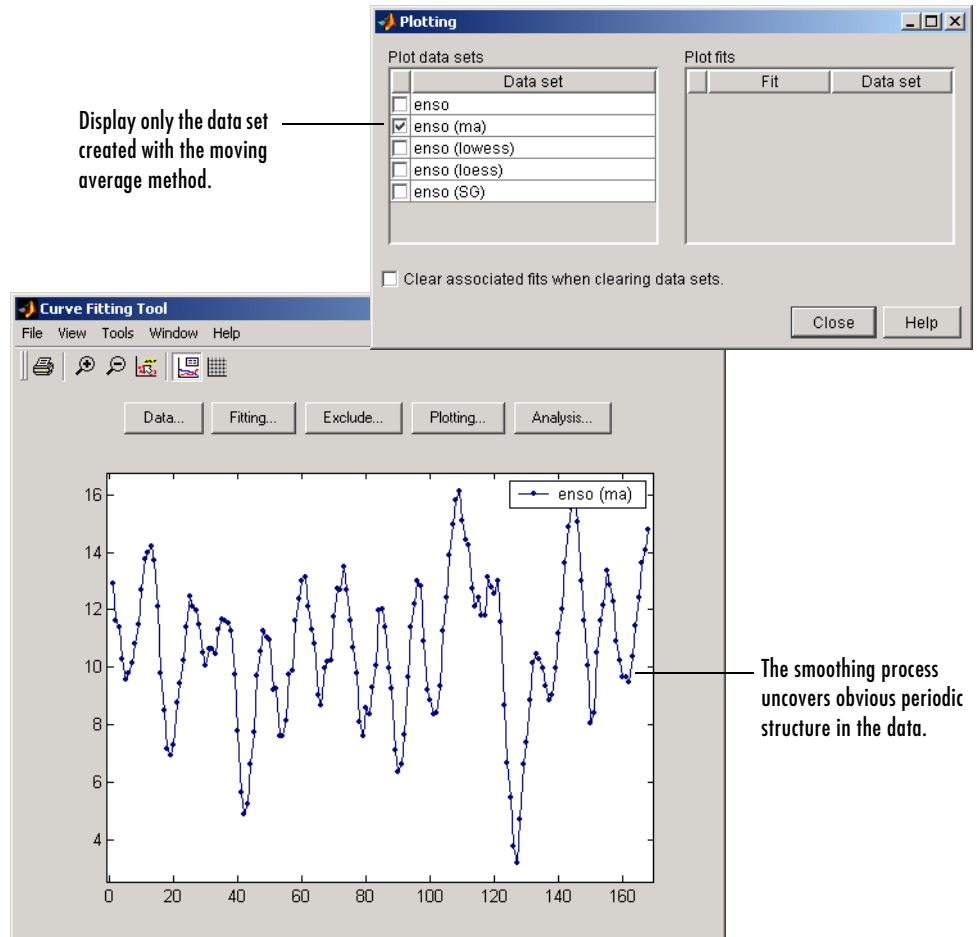 Plotting
Plot data sets
Data set
enso
enso (ma)
enso (lowess)
enso (loess)
enso (SG)
Plot fits
Fit Data set
Clear associated fits when clearing data sets.
Close Help
Display only the data set
created with the moving
average method.
Curve Fitting Tool
File View Tools Window Help
Data... Fitting... Exclude... Plotting... Analysis...
enso (ma)
16
14
12
10
8
6
4
0 20 40 60 80 100 120 140 160
The smoothing process
uncovers obvious periodic
structure in the data.